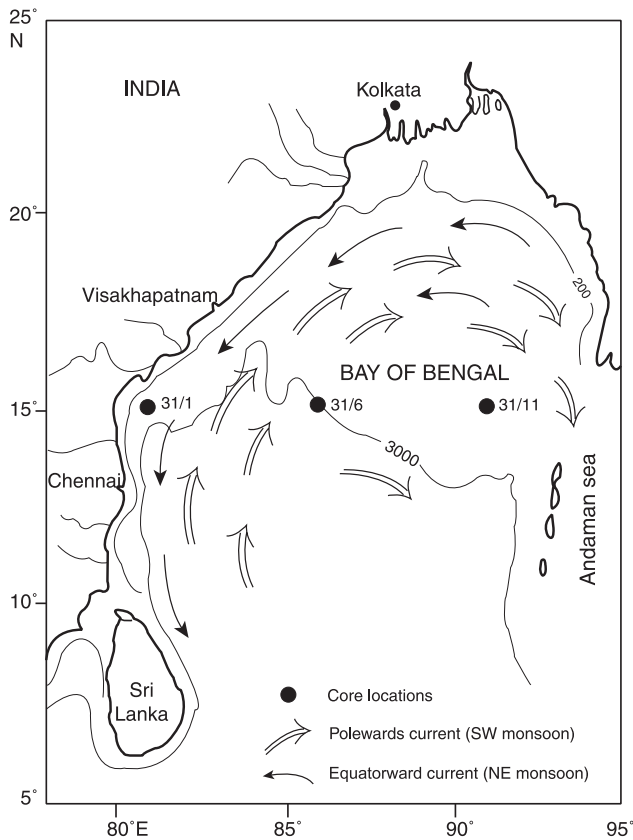 25°
N
INDIA
Kolkata
20°
Visakhapatnam
200
BAY OF BENGAL
15°
31/1
31/6
31/11
3000
Chennai
Andaman sea
10°
Sri
Lanka
Core locations
Polewards current (SW monsoon)
Equatorward current (NE monsoon)
5°
80°E
85°
90°
95°